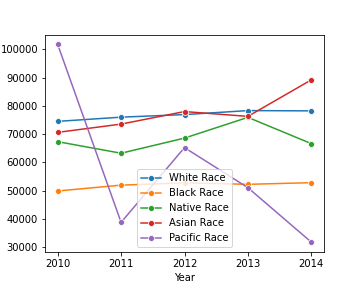 100000
90000
80000
70000
60000
50000
40000
30000
White Race
Black Race
Native Race
Asian Race
Pacific Race
2010 2011 2012 2013 2014
Year